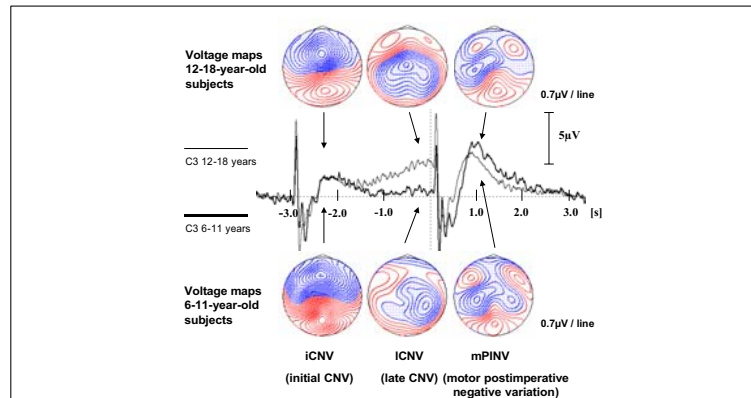 Voltage maps
12-18-year-old
subjects
0.7µV / line
5µV
C3 12-18 years
-3.0 -2.0 -1.0 1.0 2.0 3.0 [s]
C3 6-11 years
Voltage maps
6-11-year-old
subjects
0.7µV / line
iCNV lCNV mPINV
(initial CNV) (late CNV) (motor postimperative
negative variation)